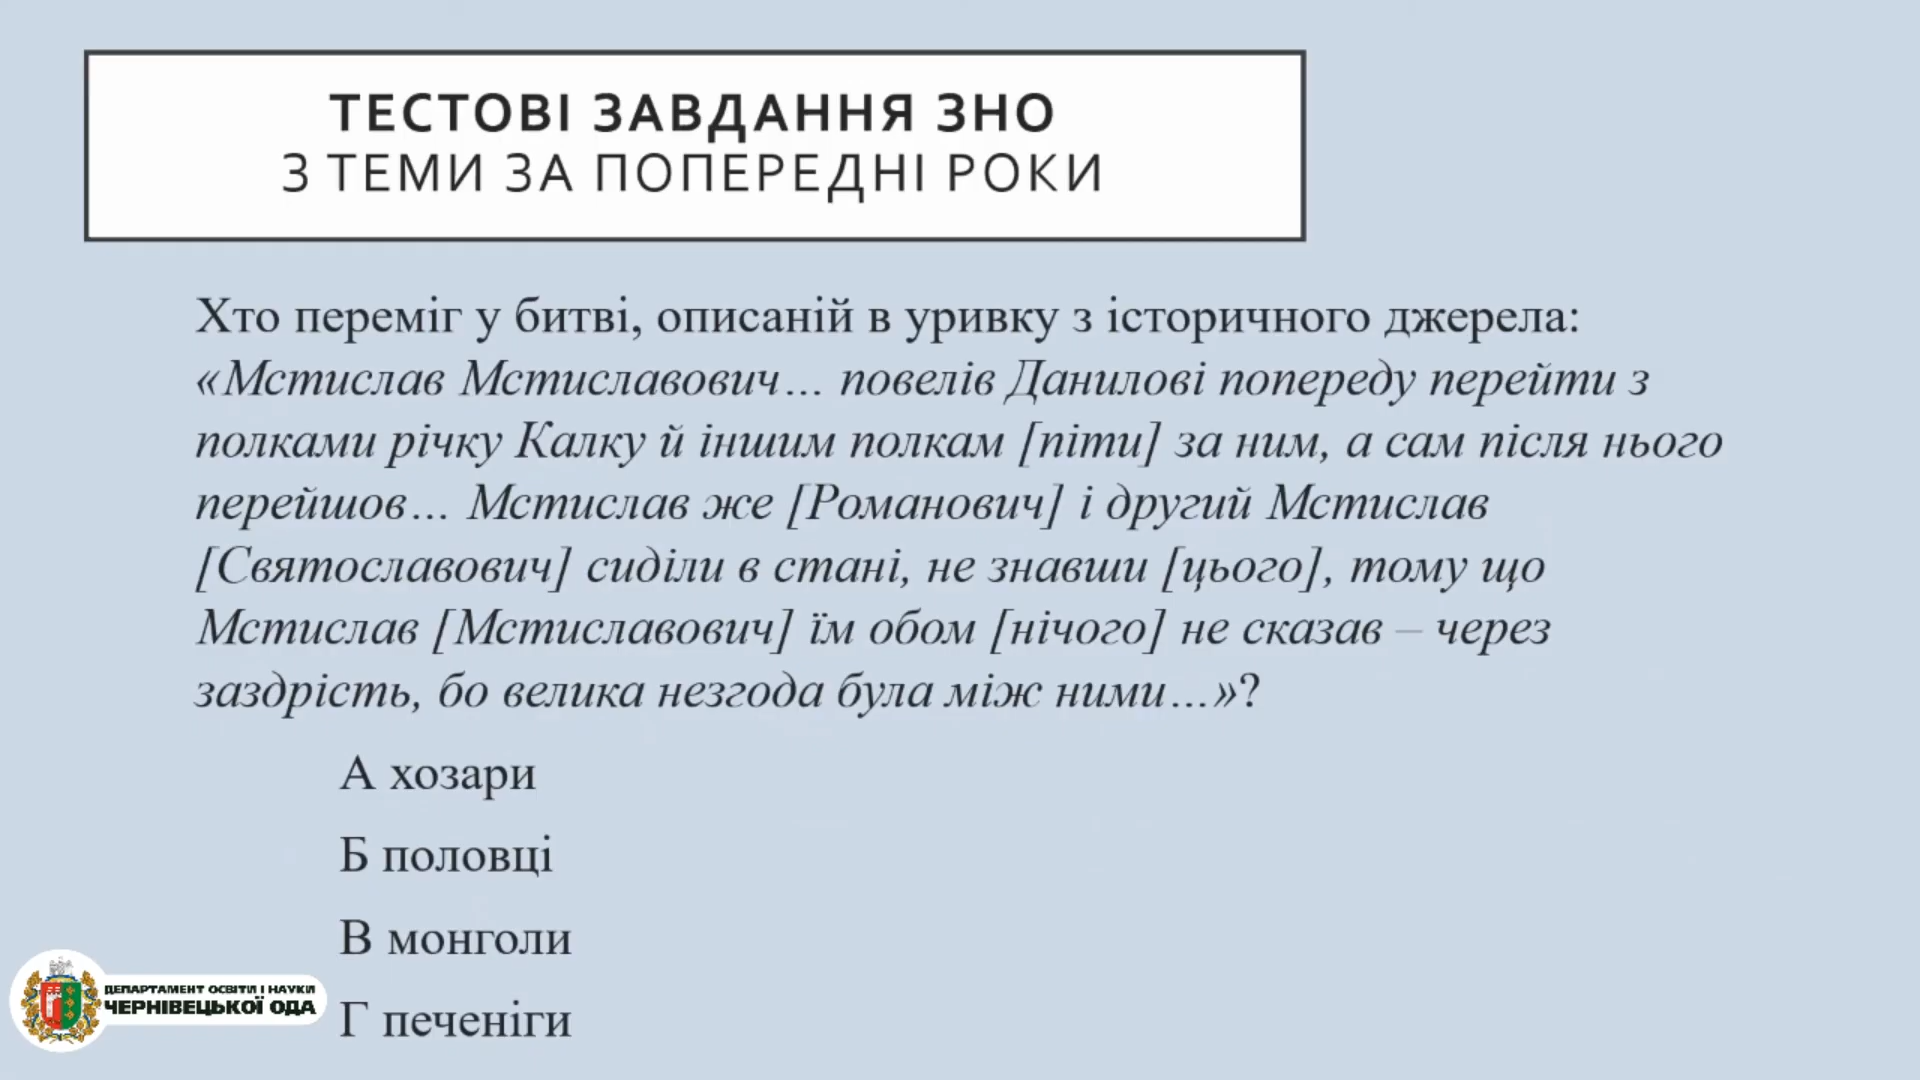 ТЕСТОВІ ЗАВДАННЯ ЗНО
З ТЕМИ ЗА ПОПЕРЕДНІ РОКИ
Хто переміг у битві, описаній в уривку з історичного джерела:
«Мстислав Мстиславович… повелів Данилові попереду перейти з
полками річку Калку й іншим полкам [піти] за ним, а сам після нього
перейшов… Мстислав же [Романович] і другий Мстислав
[Святославович] сиділи в стані, не знавши [цього], тому що
Мстислав [Мстиславович] їм обом [нічого] не сказав – через
заздрість, бо велика незгода була між ними…»?
А хозари
Б половці
В монголи
Г печеніги
ДЕПАРТАМЕНТ ОСВІТИ І НАУКИ
ЧЕРНІВЕЦЬКОЇ ОДА